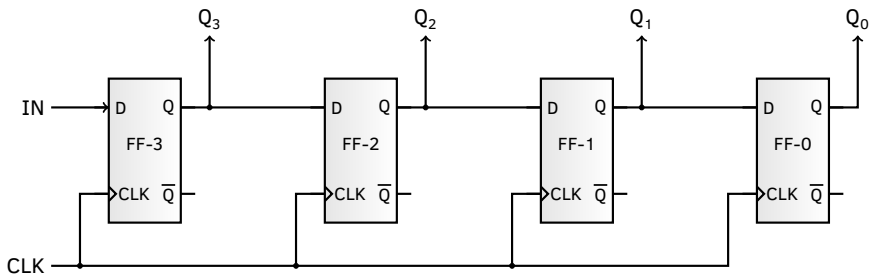 Q₃ Q₂ Q₁ Q₀
IN D Q D Q D Q D Q
FF-3 FF-2 FF-1 FF-0
CLK Q̅ CLK Q̅ CLK Q̅ CLK Q̅
CLK